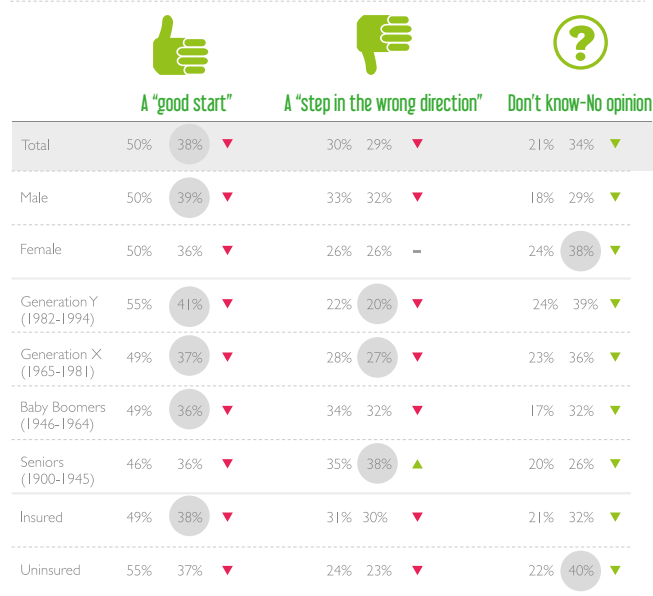 ?
A “good start” A “step in the wrong direction” Don't know-No opinion
Total 50% 38% ▼ 30% 29% ▼ 21% 34% ▼
Male 50% 39% ▼ 33% 32% ▼ 18% 29% ▼
Female 50% 36% ▼ 26% 26% – 24% 38% ▼
Generation Y
(1982-1994) 55% 41% ▼ 22% 20% ▼ 24% 39% ▼
Generation X
(1965-1981) 49% 37% ▼ 28% 27% ▼ 23% 36% ▼
Baby Boomers
(1946-1964) 49% 36% ▼ 34% 32% ▼ 17% 32% ▼
Seniors
(1900-1945) 46% 36% ▼ 35% 38% ▲ 20% 26% ▼
Insured 49% 38% ▼ 31% 30% ▼ 21% 32% ▼
Uninsured 55% 37% ▼ 24% 23% ▼ 22% 40% ▼